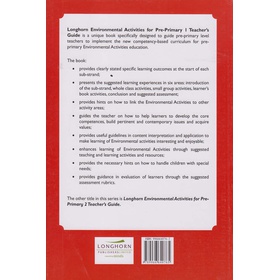 Longhorn Environmental Activities for Pre-Primary 1 Teacher's
Guide is a unique book specifically designed to guide pre-primary level
teachers to implement the new competency-based curriculum for pre-
primary Environmental Activities education.
The book:
• provides clearly stated specific learning outcomes at the start of each
sub-strand;
• presents the suggested learning experiences in six areas: introduction
of the sub-strand, whole class activities, small group activities, learner's
book activities, conclusion and suggested assessment;
• provides hints on how to link the Environmental Activities to other
activity areas;
• guides the teacher on how to help learners to develop the core
competencies, build pertinent and contemporary issues and acquire
values;
• provides useful guidelines in content interpretation and application to
make learning of Environmental activities interesting and enjoyable;
• enhances learning of Environmental Activities through suggested
teaching and learning activities and resources;
• provides the necessary hints on how to handle children with special
needs;
• provides guidance in evaluation of learners through the suggested
assessment rubrics.
The other title in this series is Longhorn Environmental Activities for Pre-
Primary 2 Teacher's Guide.
LONGHORN
PUBLISHERS